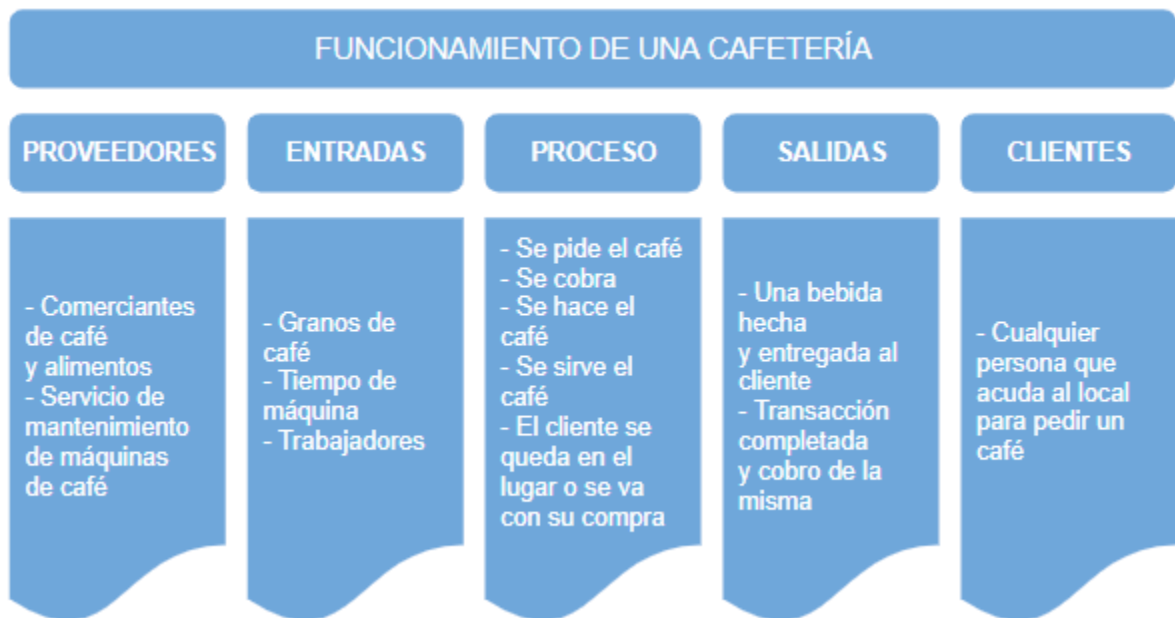 FUNCIONAMIENTO DE UNA CAFETERÍA
PROVEEDORES
- Comerciantes
de café
y alimentos
- Servicio de
mantenimiento
de máquinas
de café
ENTRADAS
- Granos de
café
- Tiempo de
máquina
- Trabajadores
PROCESO
- Se pide el café
- Se cobra
- Se hace el
café
- Se sirve el
café
- El cliente se
queda en el
lugar o se va
con su compra
SALIDAS
- Una bebida
hecha
y entregada al
cliente
- Transacción
completada
y cobro de la
misma
CLIENTES
- Cualquier
persona que
acuda al local
para pedir un
café